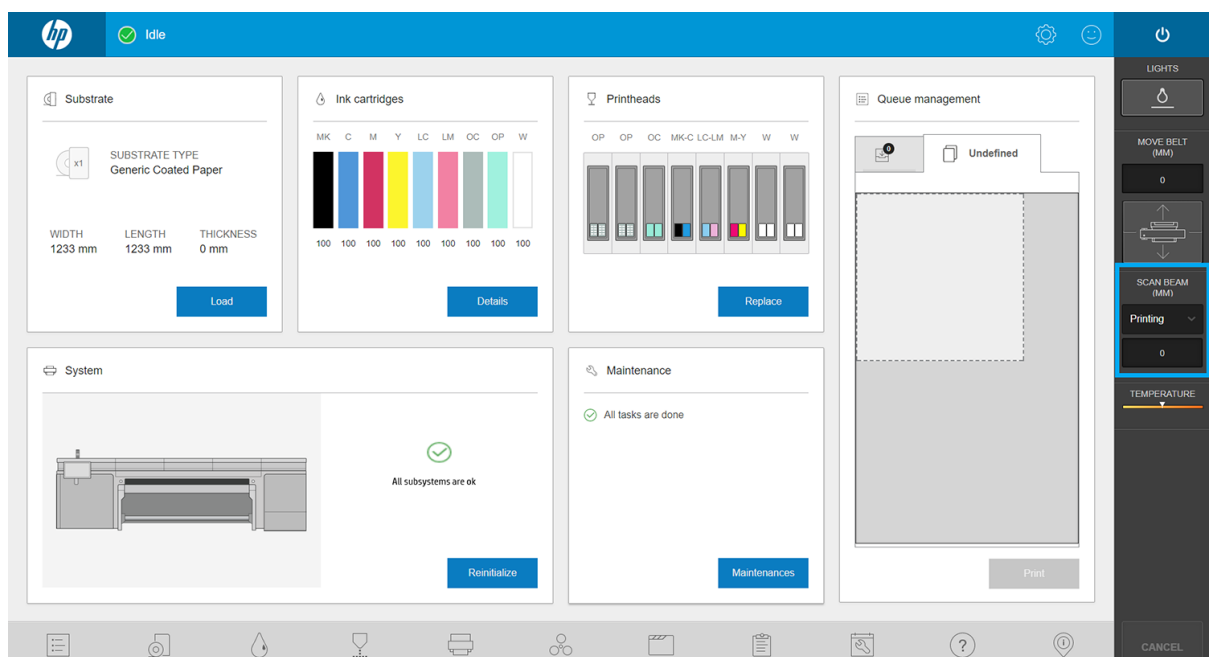 hp
Idle
LIGHTS
MOVE BELT
(MM)
0
SCAN BEAM
(MM)
Printing
0
TEMPERATURE
CANCEL
Substrate
x1
SUBSTRATE TYPE
Generic Coated Paper
WIDTH LENGTH THICKNESS
1233 mm 1233 mm 0 mm
Load
Ink cartridges
MK C M Y LC LM OC OP W
100 100 100 100 100 100 100 100 100
Details
Printheads
OP OP OC MK-C LC-LM M-Y W W
Replace
Queue management
0
Undefined
Print
System
All subsystems are ok
Reinitialize
Maintenance
All tasks are done
Maintenances
?
i